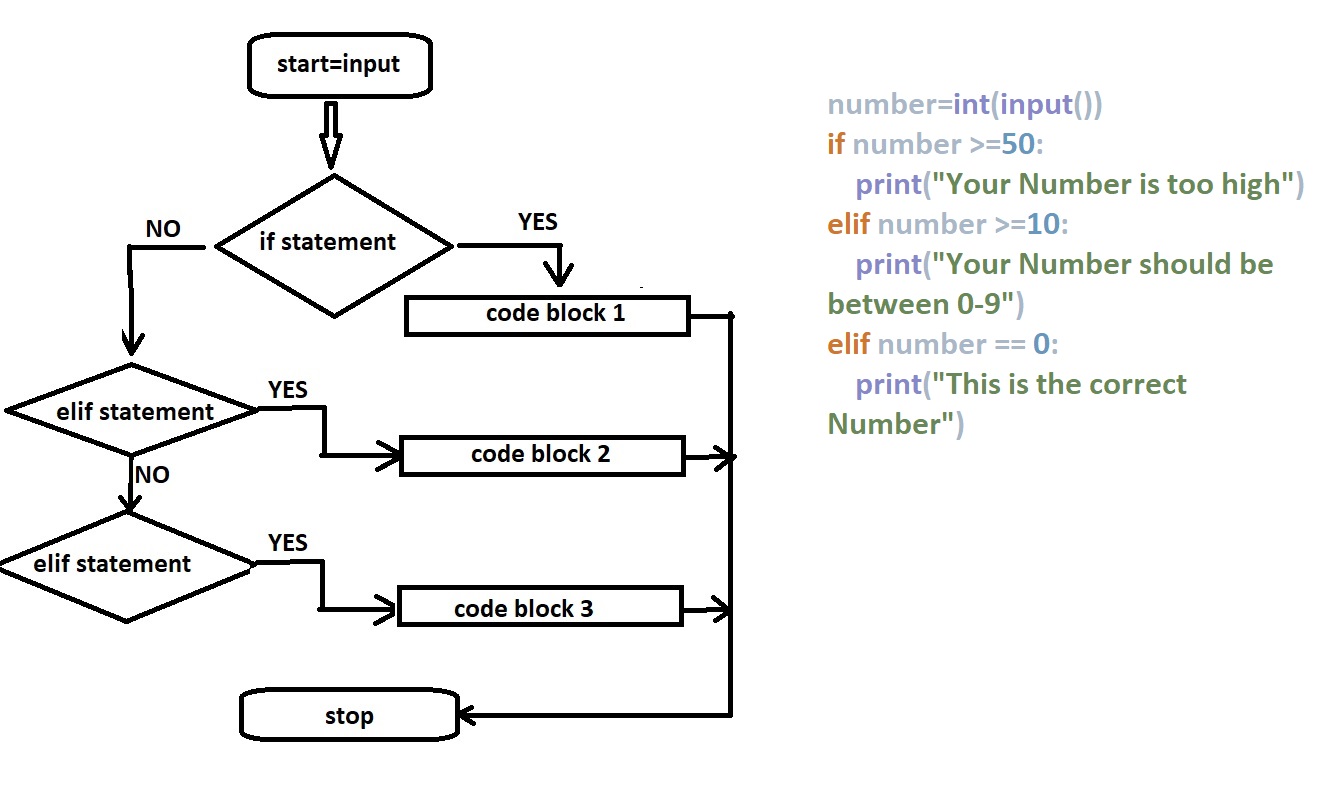 start=input
if statement
NO
YES
code block 1
elif statement
YES
code block 2
NO
elif statement
YES
code block 3
stop
number=int(input())
if number >=50:
print("Your Number is too high")
elif number >=10:
print("Your Number should be
between 0-9")
elif number == 0:
print("This is the correct
Number")